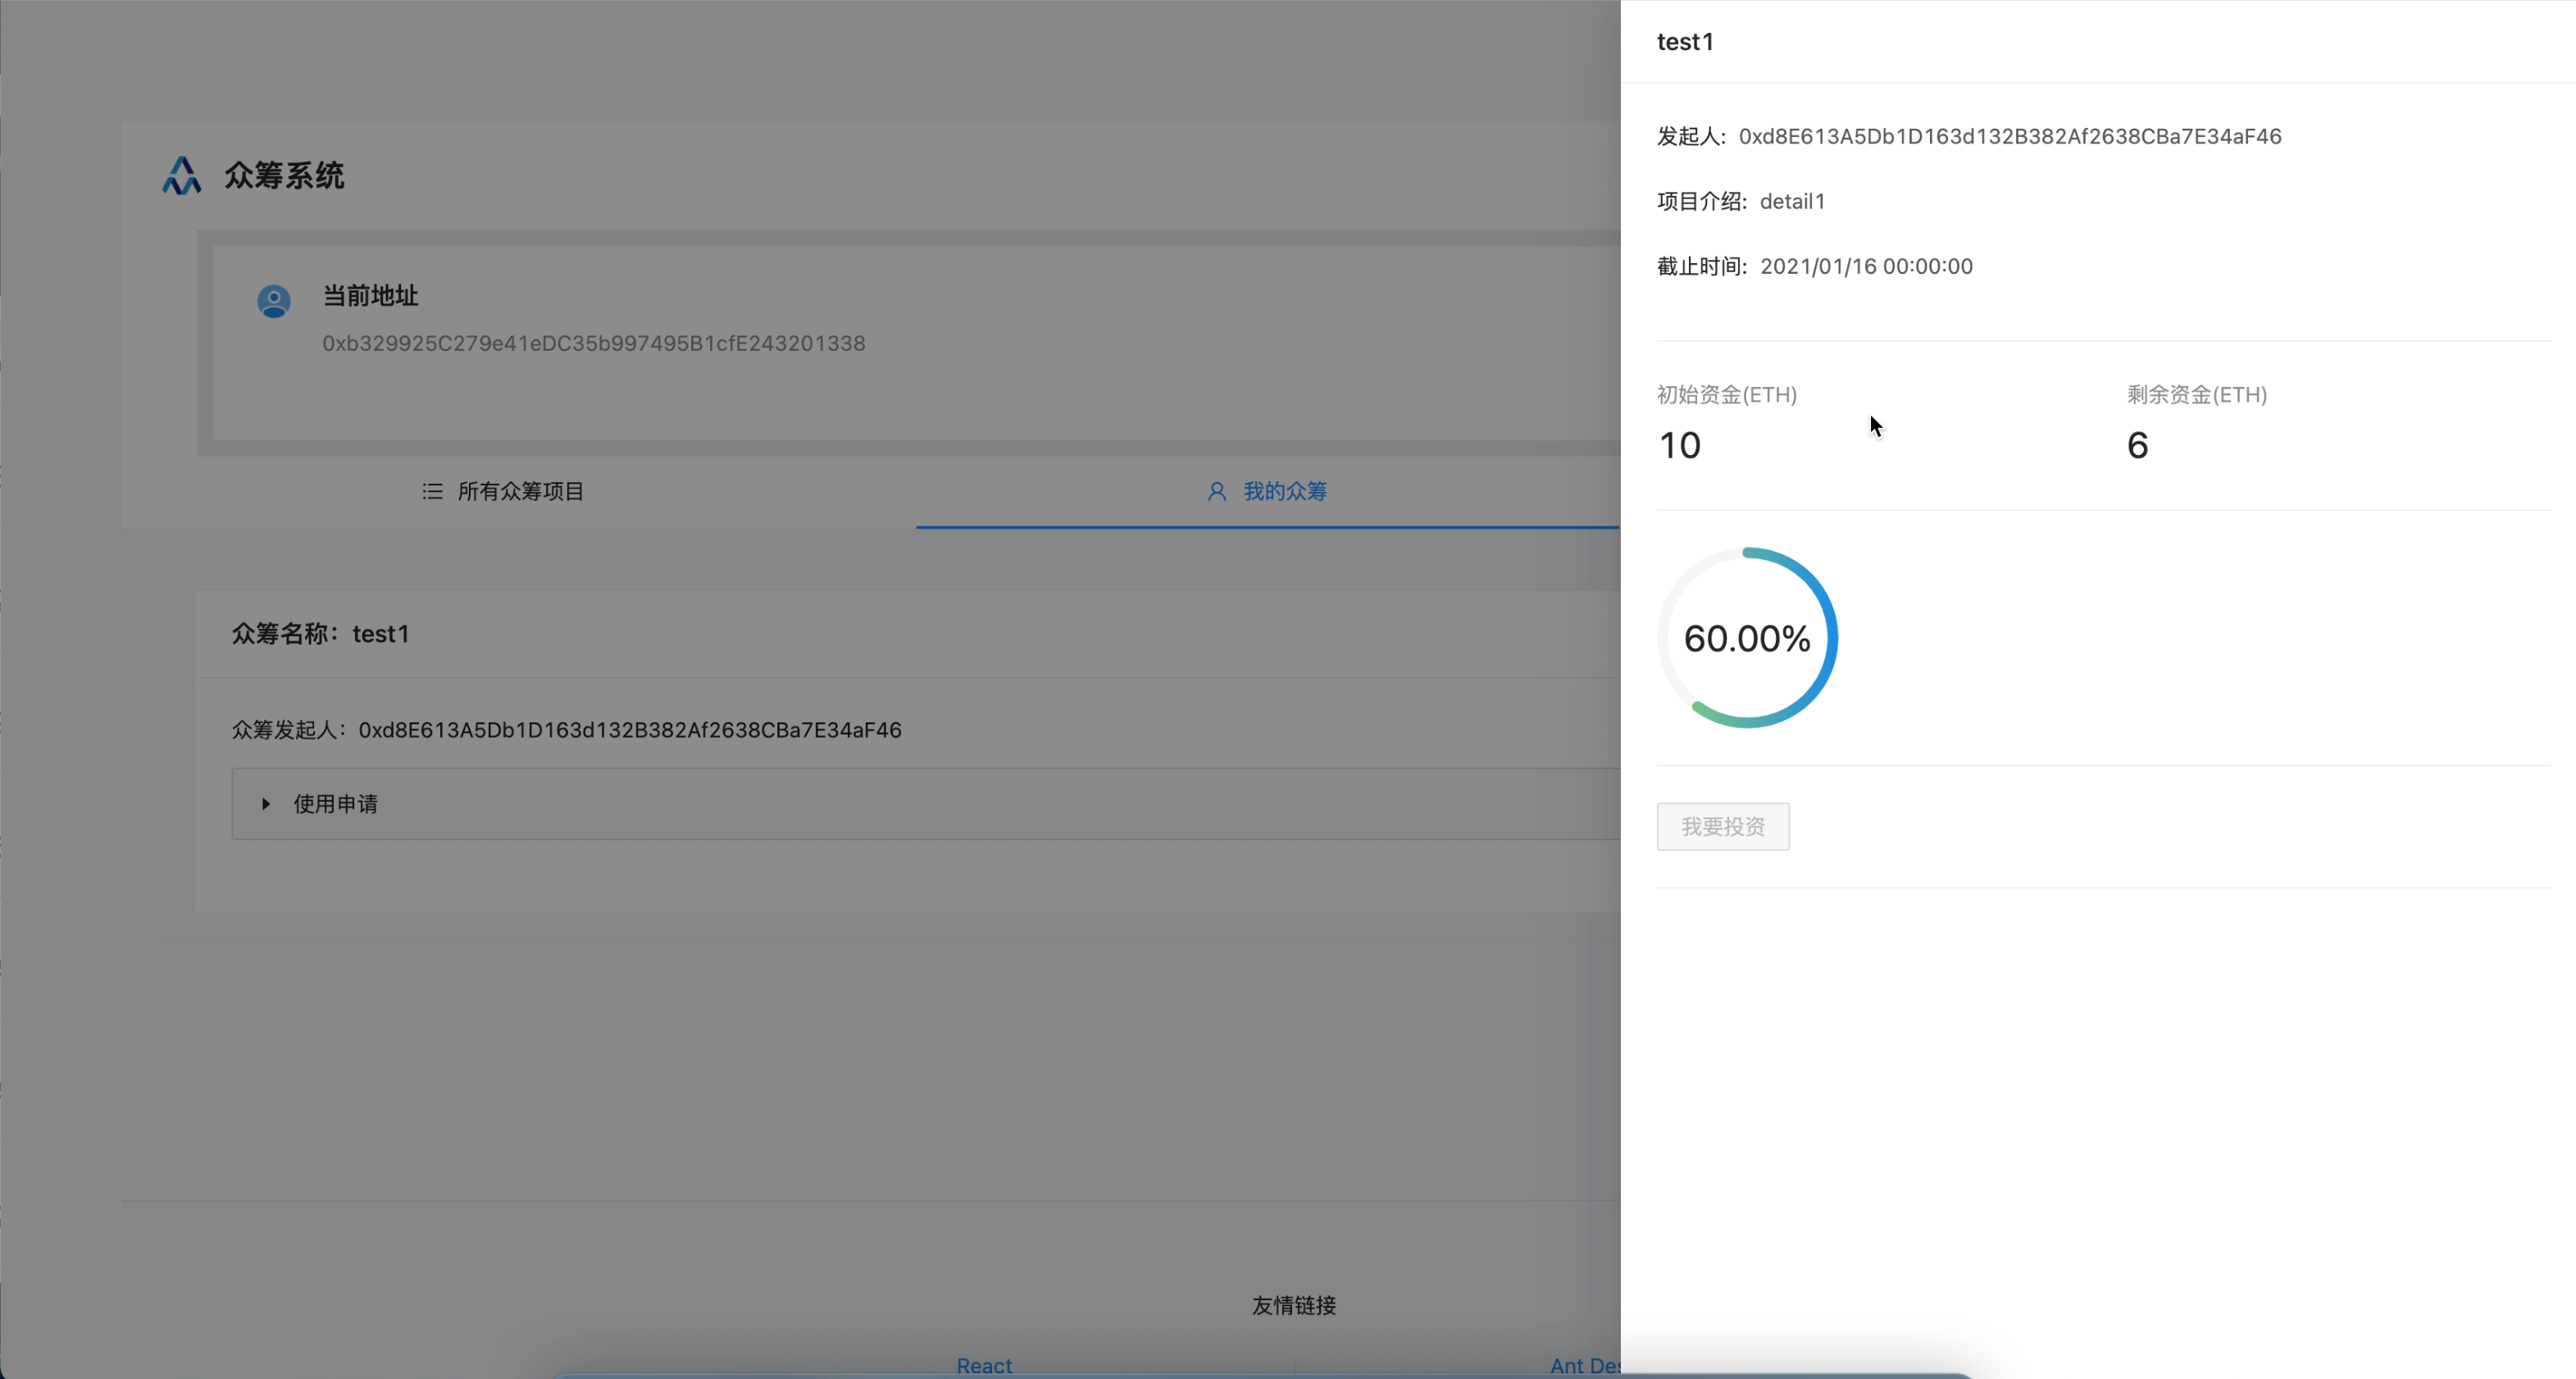 众筹系统
当前地址
0xb329925C279e41eDC35b997495B1cfE243201338
所有众筹项目
我的众筹
众筹名称：test1
众筹发起人：0xd8E613A5Db1D163d132B382Af2638CBa7E34aF46
使用申请
友情链接
React
Ant Des
test1
发起人: 0xd8E613A5Db1D163d132B382Af2638CBa7E34aF46
项目介绍: detail1
截止时间: 2021/01/16 00:00:00
初始资金(ETH)
10
剩余资金(ETH)
6
60.00%
我要投资